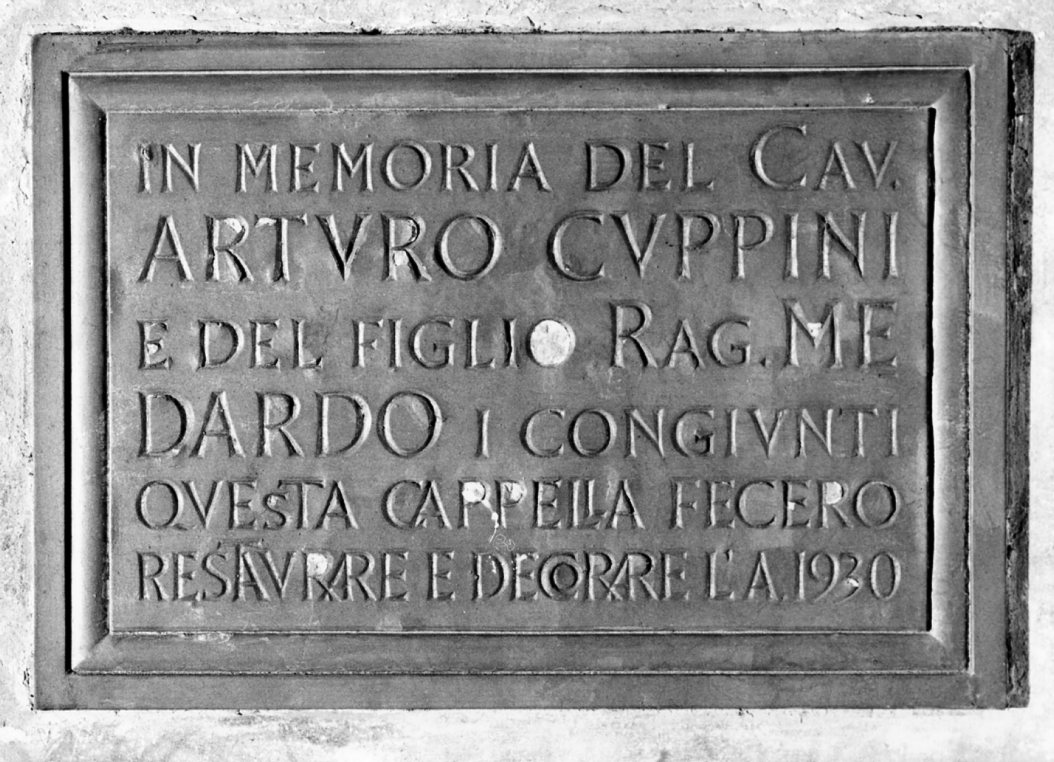 IN MEMORIA DEL CAV.
ARTVRO CVPPINI
E DEL FIGLIO RAG. ME
DARDO I CONGIVNTI
QVESTA CAPPELLA FECERO
RESTAVRARE E DECORARE L'A. 1930